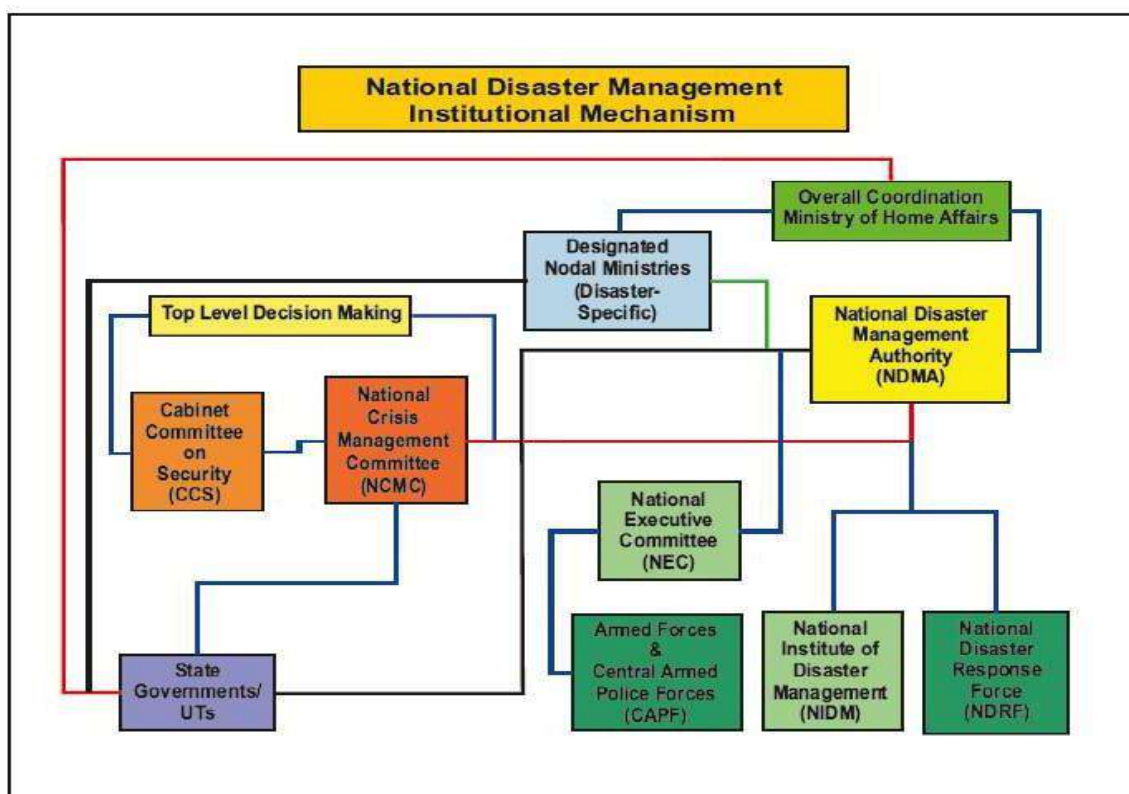 National Disaster Management
Institutional Mechanism
Overall Coordination
Ministry of Home Affairs
Designated
Nodal Ministries
(Disaster-
Specific)
Top Level Decision Making
National Disaster
Management
Authority
(NDMA)
Cabinet
Committee
on
Security
(CCS)
National
Crisis
Management
Committee
(NCMC)
National
Executive
Committee
(NEC)
State
Governments/
UTs
Armed Forces
&
Central Armed
Police Forces
(CAPF)
National
Institute of
Disaster
Management
(NIDM)
National
Disaster
Response
Force
(NDRF)